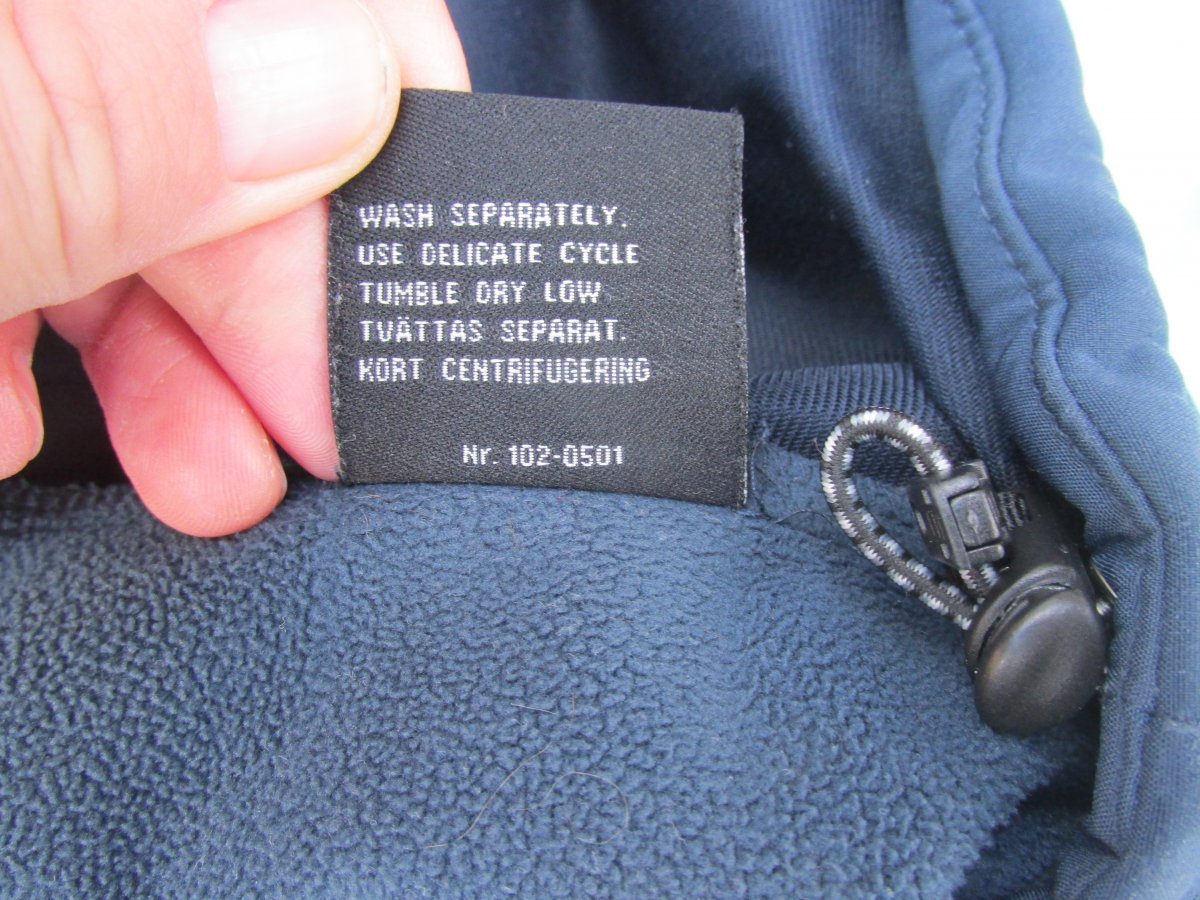 WASH SEPARATELY.
USE DELICATE CYCLE
TUMBLE DRY LOW
TVÄTTAS SEPARAT.
KORT CENTRIFUGERING
Nr. 102-0501